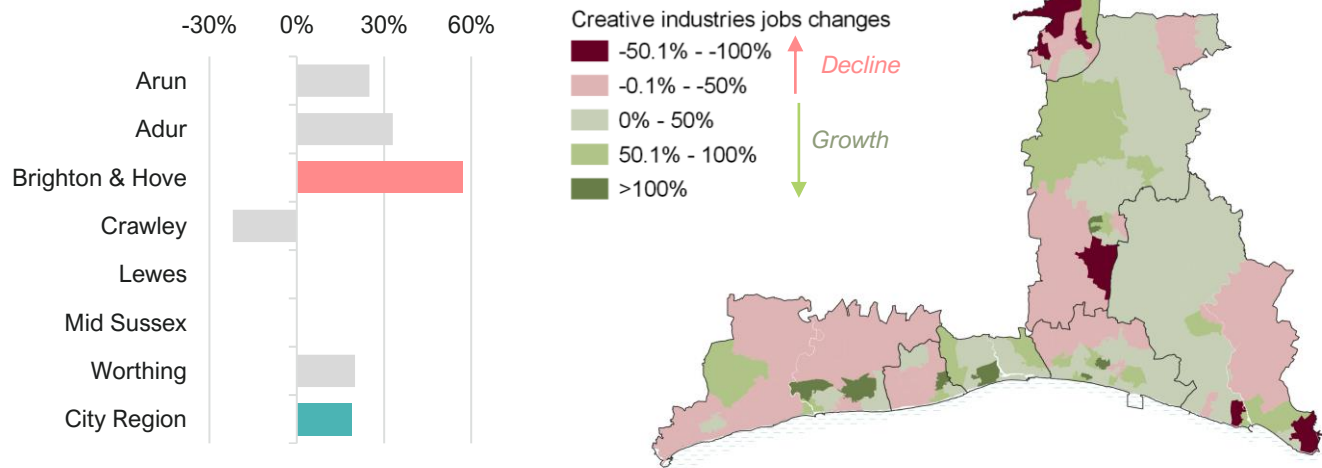 -30% 0% 30% 60%
Arun
Adur
Brighton & Hove
Crawley
Lewes
Mid Sussex
Worthing
City Region
Creative industries jobs changes
-50.1% - -100%
-0.1% - -50%
0% - 50%
50.1% - 100%
>100%
Decline
Growth